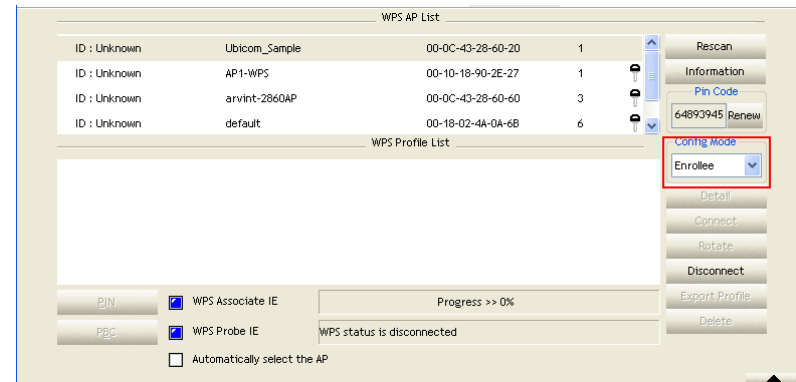 WPS AP List
ID : Unknown Ubicom_Sample 00-0C-43-28-60-20 1
ID : Unknown AP1-WPS 00-10-18-90-2E-27 1
ID : Unknown arvint-2860AP 00-0C-43-28-60-60 3
ID : Unknown default 00-18-02-4A-0A-6B 6
Rescan
Information
Pin Code
64893945 Renew
WPS Profile List
Config Mode
Enrollee
Detail
Connect
Rotate
Disconnect
Export Profile
Delete
PIN WPS Associate IE Progress >> 0%
PBC WPS Probe IE WPS status is disconnected
Automatically select the AP